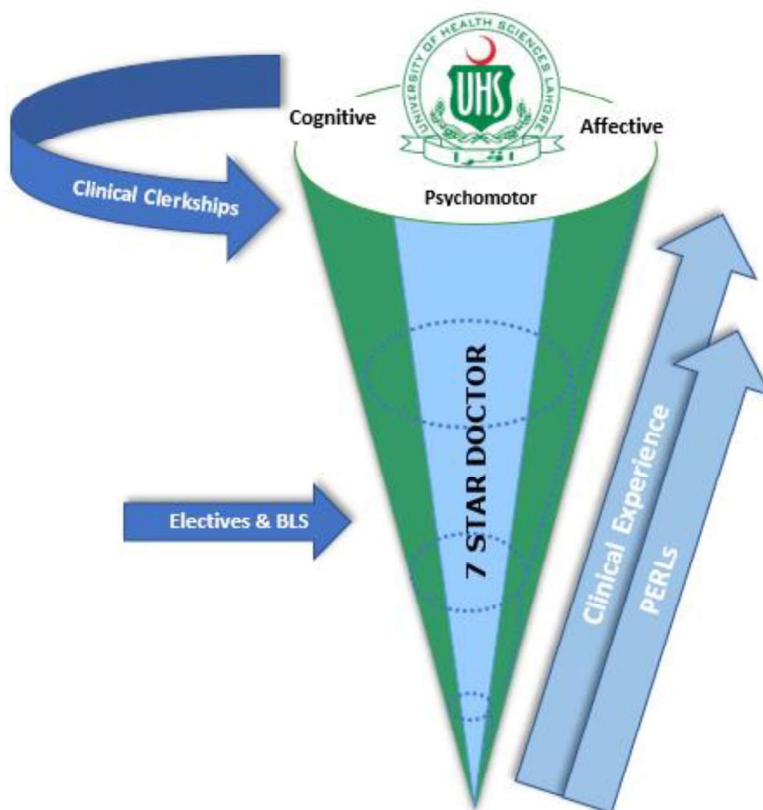 UNIVERSITY OF HEALTH SCIENCES LAHORE
UHS
اقرا
Cognitive
Affective
Psychomotor
Clinical Clerkships
7 STAR DOCTOR
Electives & BLS
Clinical Experience
PERLs